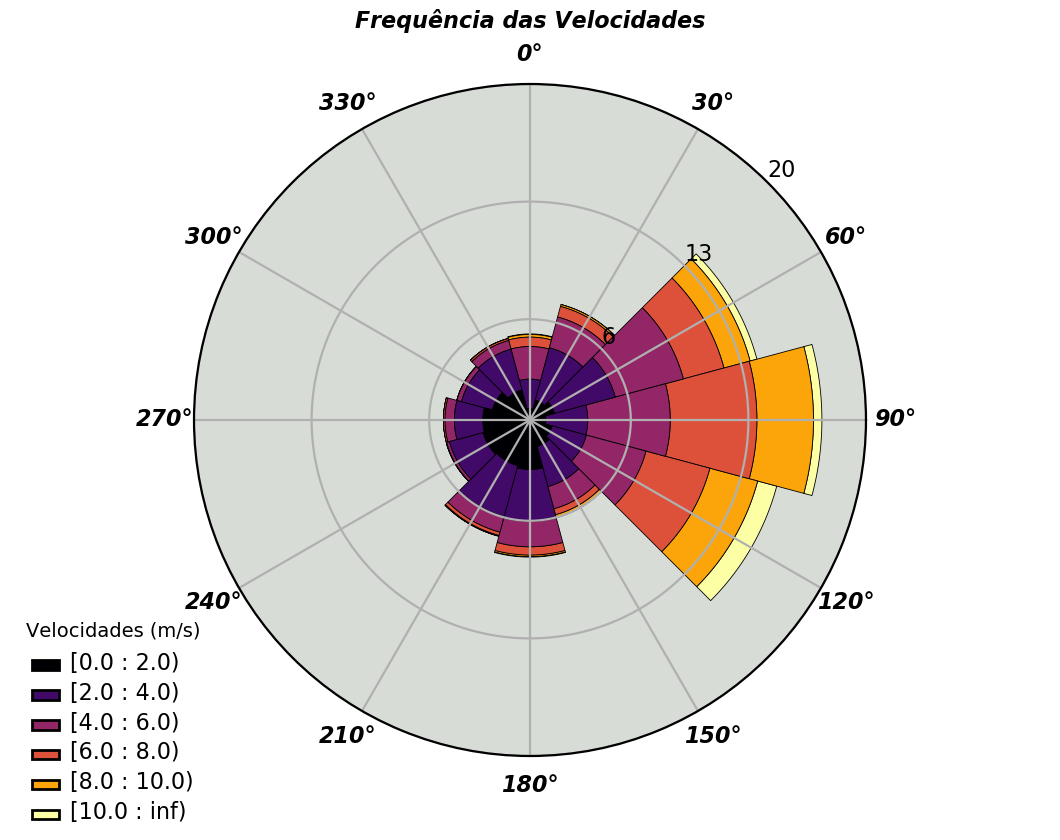 Frequência das Velocidades
0°
330°
30°
20
300°
60°
13
6
270°
90°
240°
120°
210°
150°
180°
Velocidades (m/s)
[0.0 : 2.0)
[2.0 : 4.0)
[4.0 : 6.0)
[6.0 : 8.0)
[8.0 : 10.0)
[10.0 : inf)